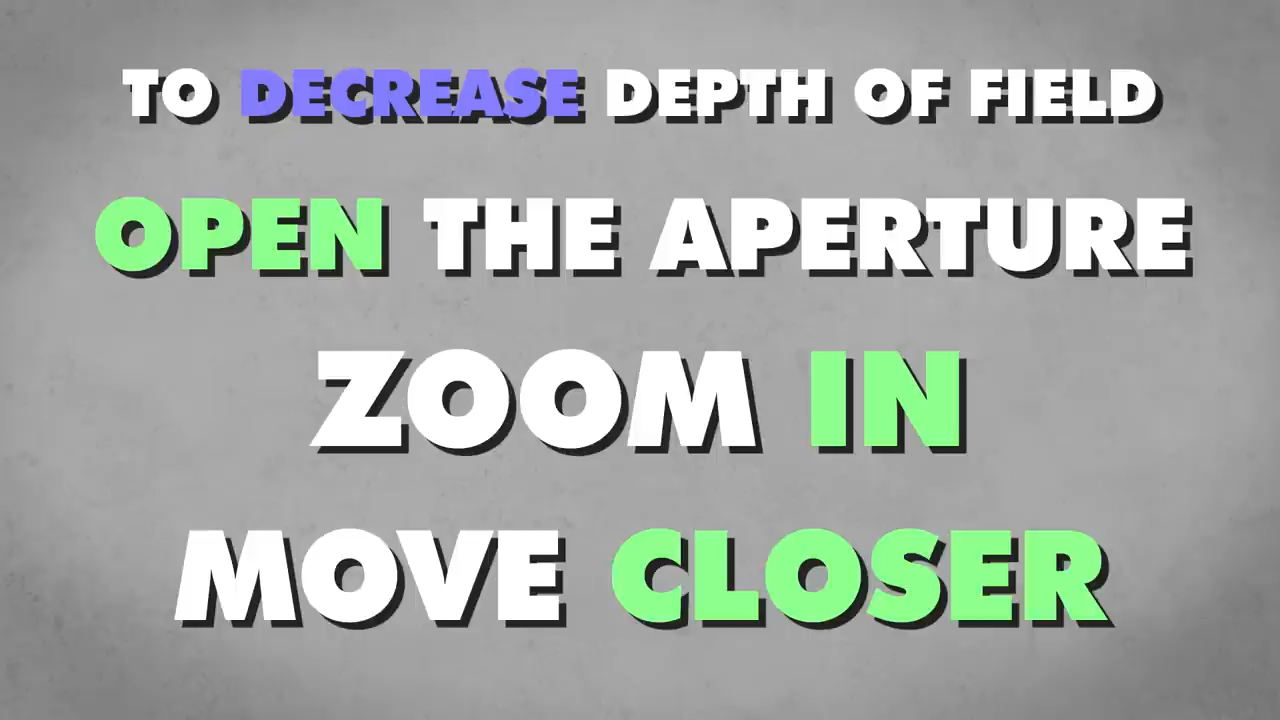 TO DECREASE DEPTH OF FIELD
OPEN THE APERTURE
ZOOM IN
MOVE CLOSER